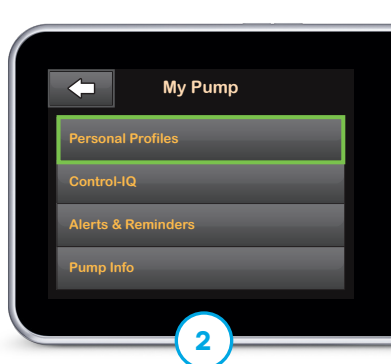 My Pump
Personal Profiles
Control-IQ
Alerts & Reminders
Pump Info
2